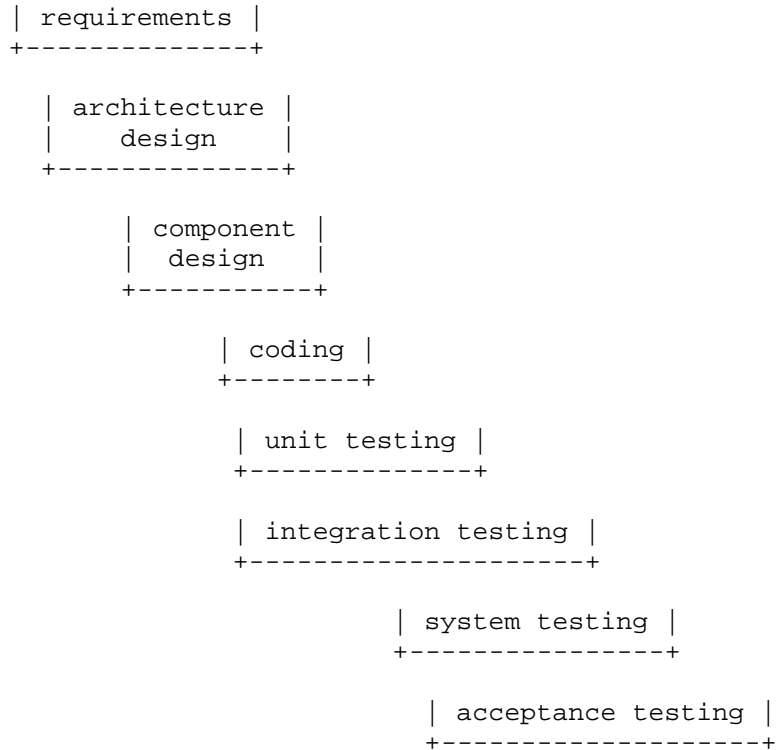 | requirements |
+--------------+
| architecture |
|    design    |
+--------------+
| component |
|  design   |
+-----------+
| coding |
+--------+
| unit testing |
+--------------+
| integration testing |
+---------------------+
| system testing |
+----------------+
| acceptance testing |
+--------------------+